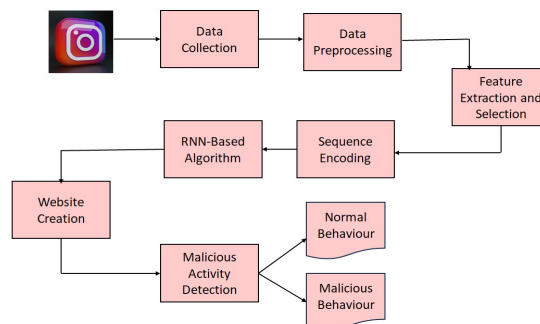 Data
Collection
Data
Preprocessing
Feature
Extraction and
Selection
Sequence
Encoding
RNN-Based
Algorithm
Website
Creation
Malicious
Activity
Detection
Normal
Behaviour
Malicious
Behaviour